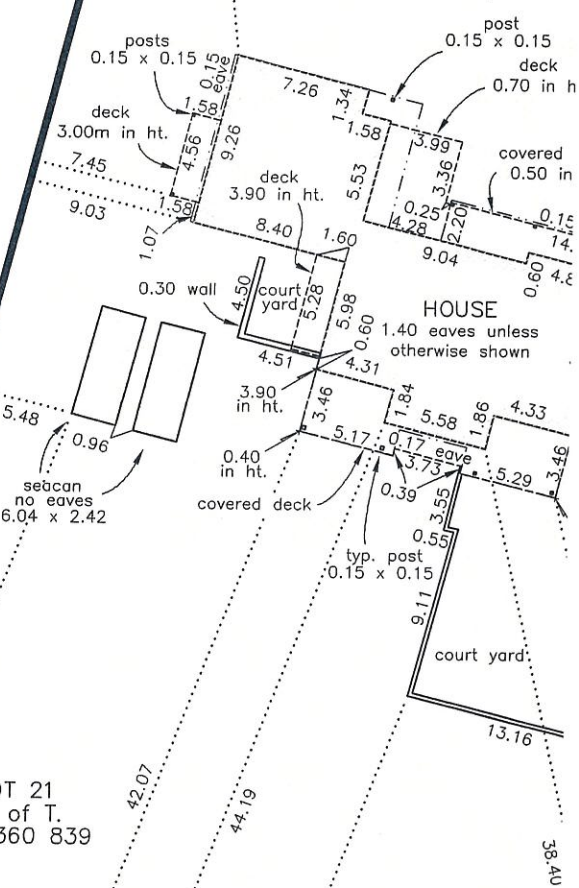 post
0.15 x 0.15
deck
0.70 in h
posts
0.15 x 0.15
0.15
eave
7.26
1.34
1.58
3.99
deck
3.00m in ht.
1.58
4.56
9.26
7.45
9.03
1.58
1.07
deck
3.90 in ht.
5.53
3.36
covered
0.50 in
0.15
14.
0.25
4.28
2.20
9.04
0.60
4.8
8.40
1.60
0.30 wall
4.50
court
yard
5.28
5.98
0.60
4.51
HOUSE
1.40 eaves unless
otherwise shown
4.31
3.90
in ht.
3.46
1.84
5.58
1.86
4.33
0.40
in ht.
5.17
0.17
eave
3.73
0.39
5.29
3.46
covered deck
typ. post
0.15 x 0.15
3.55
0.55
9.11
court yard
13.16
5.48
0.96
seacan
no eaves
6.04 x 2.42
42.07
44.19
38.40
OT 21
of T.
360 839